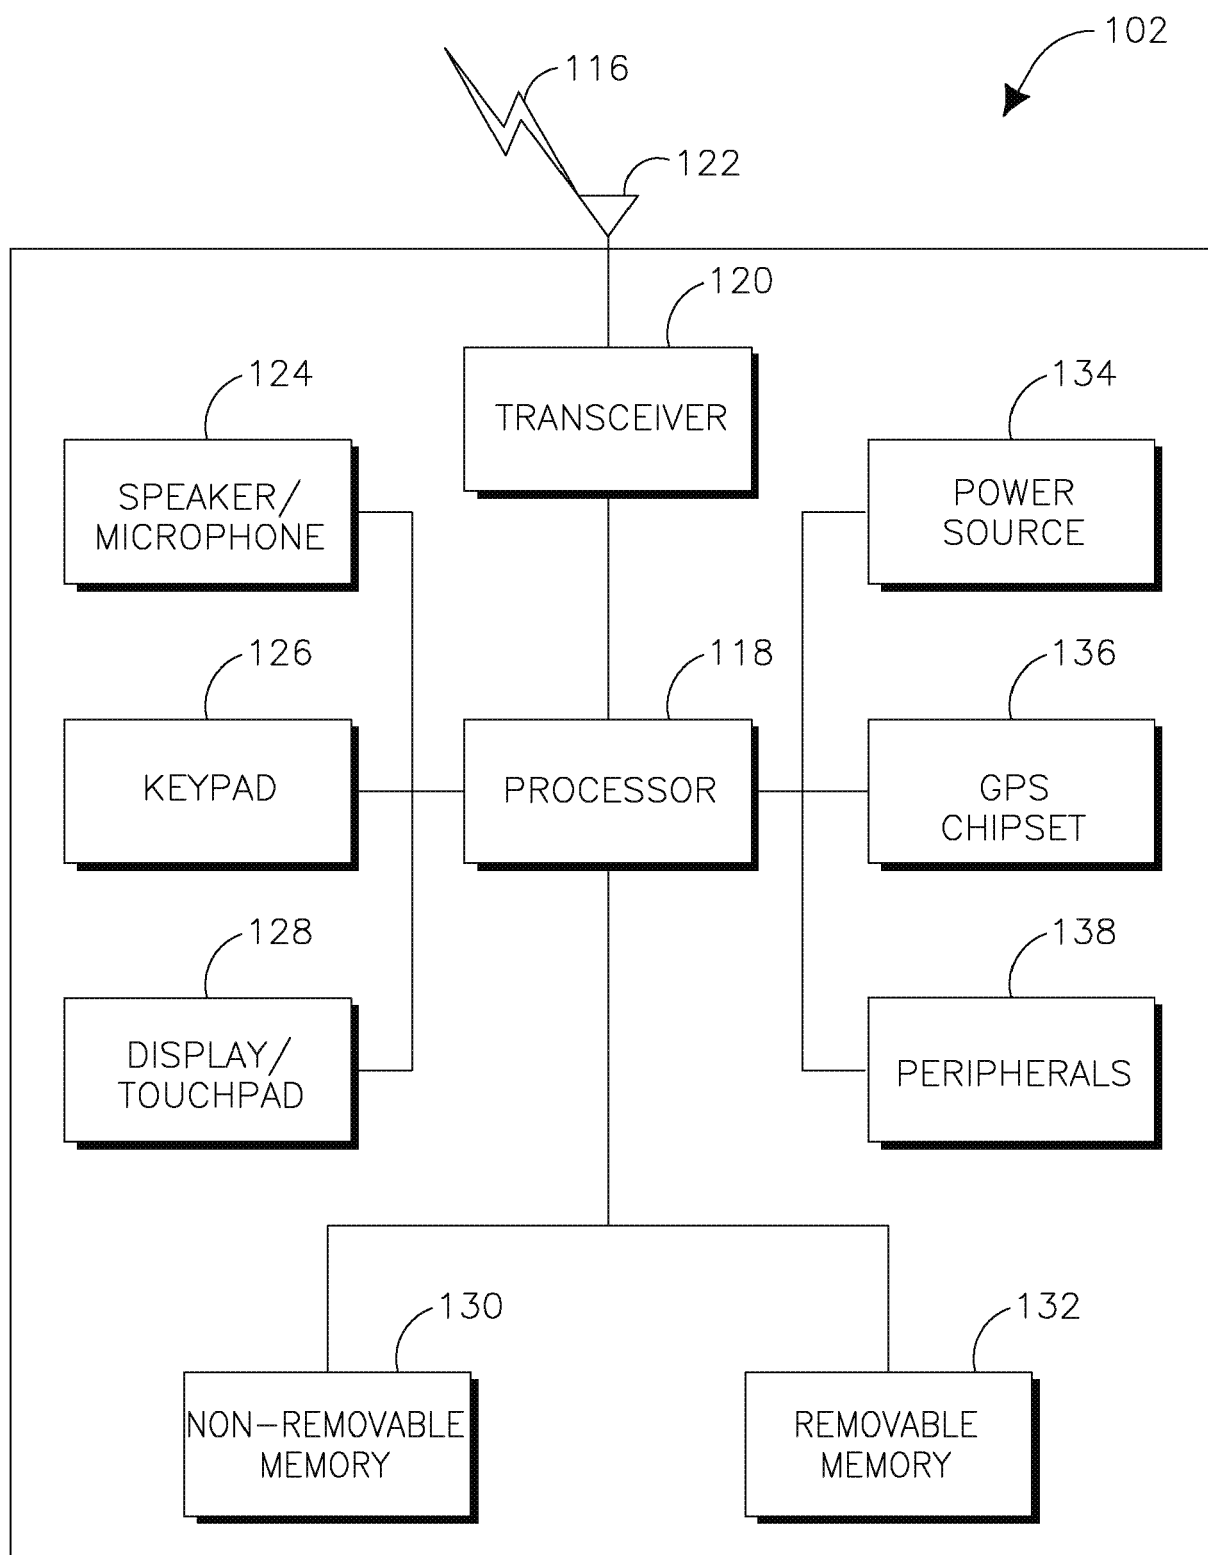 102
116
122
120
TRANSCEIVER
124
SPEAKER/
MICROPHONE
134
POWER
SOURCE
126
KEYPAD
118
PROCESSOR
136
GPS
CHIPSET
128
DISPLAY/
TOUCHPAD
138
PERIPHERALS
130
NON-REMOVABLE
MEMORY
132
REMOVABLE
MEMORY